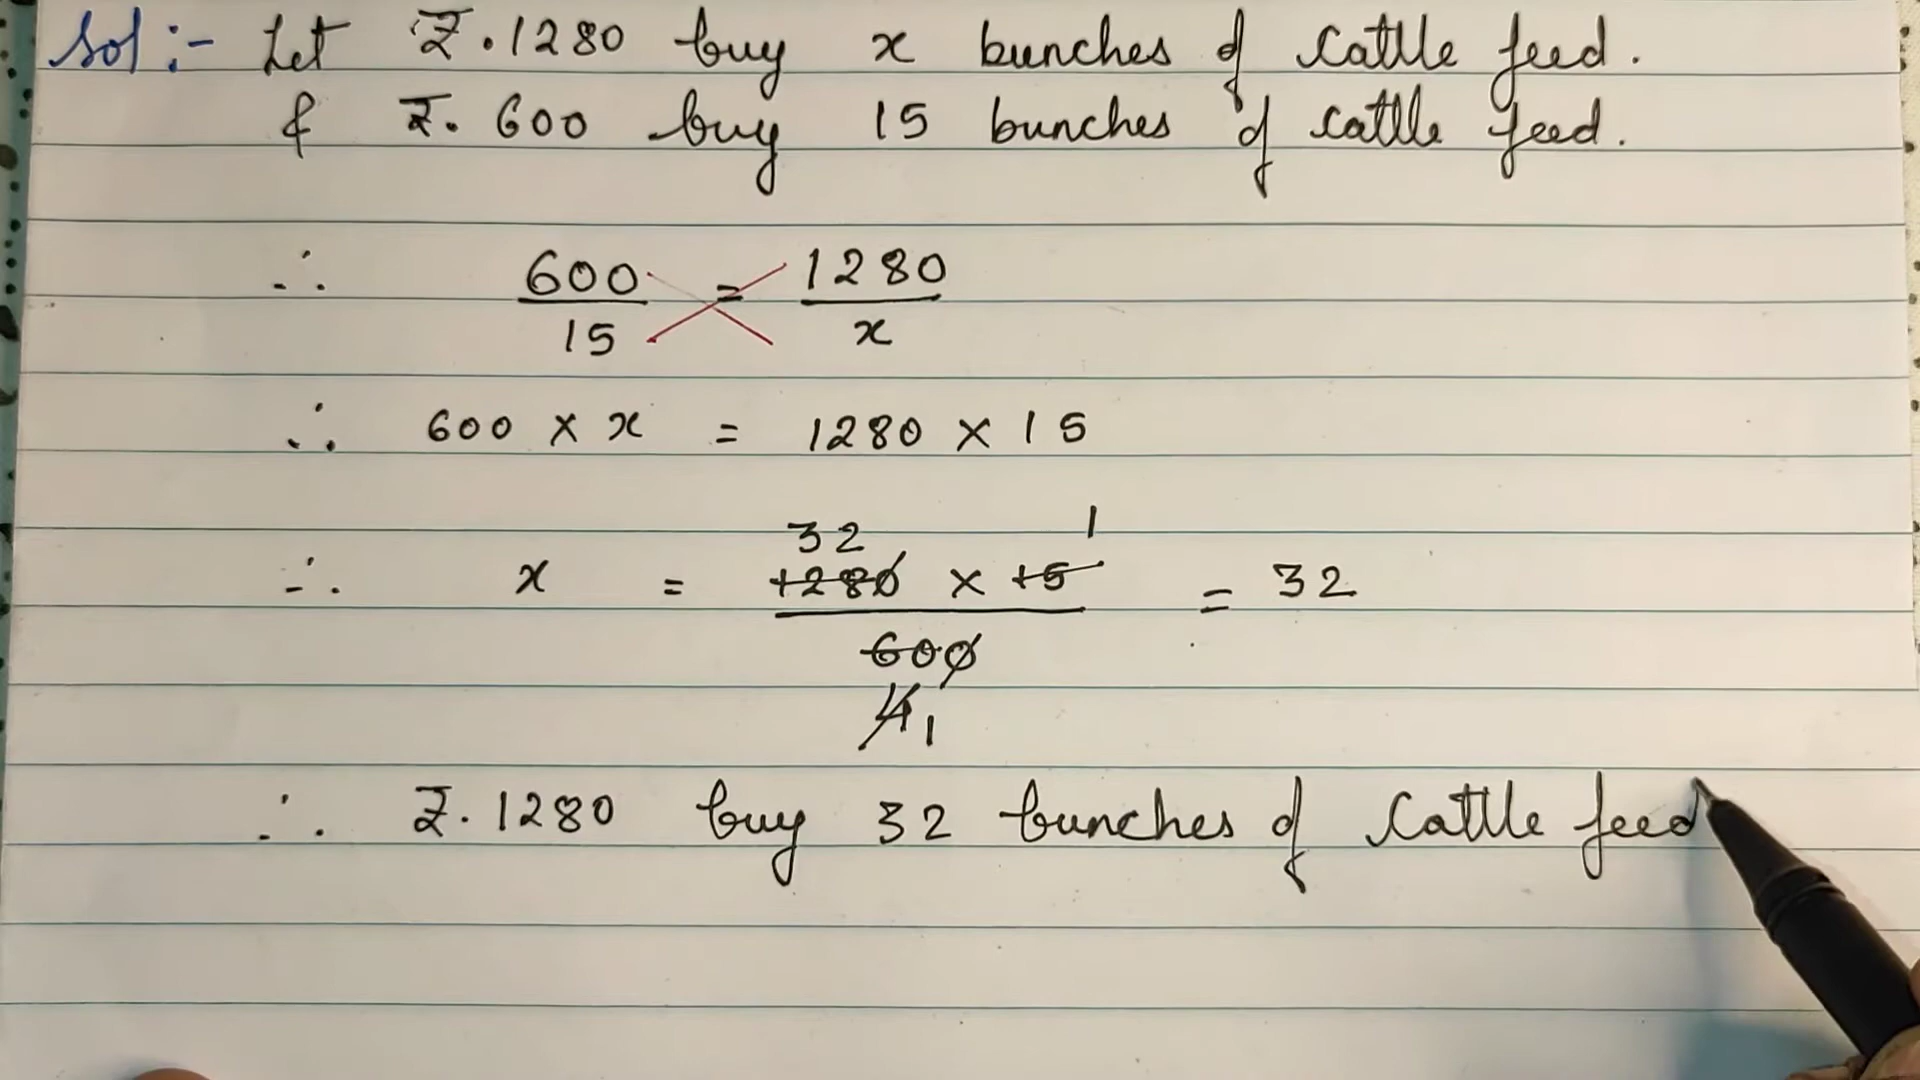 Sol :- Let ₹. 1280 buy x bunches of cattle feed.
& ₹. 600 buy 15 bunches of cattle feed.
∴ 600/15 = 1280/x
∴ 600 × x = 1280 × 15
32 1
∴ x = 1280 × 15 / 600 = 32
4 1
∴ ₹. 1280 buy 32 bunches of cattle feed